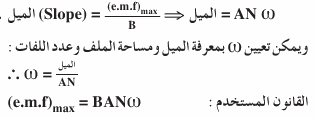 الميل (Slope) = (e.m.f)max / B ⟹ الميل = AN ω
ويمكن تعيين ω بمعرفة الميل ومساحة الملف وعدد اللفات :
∴ ω = الميل / AN
القانون المستخدم : (e.m.f)max = BANω